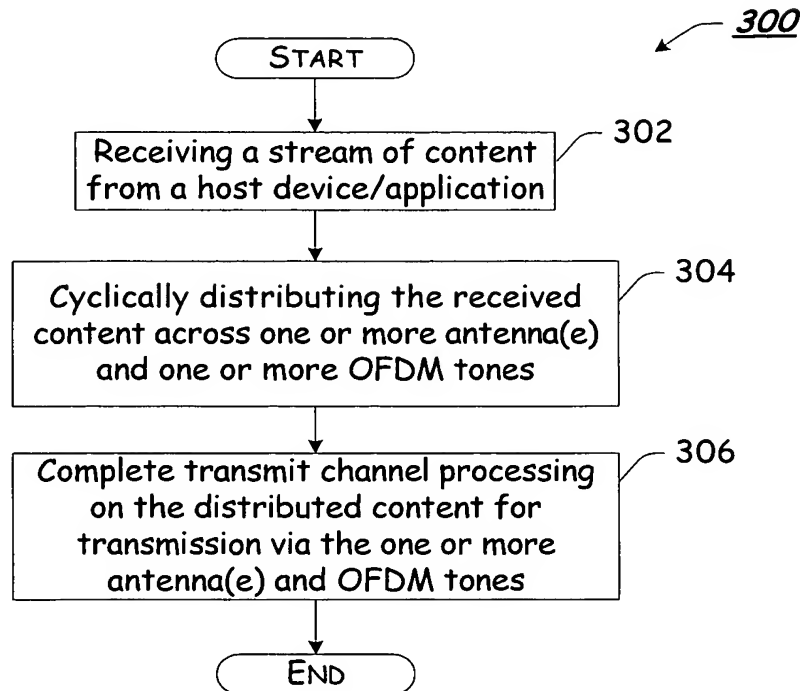 300
START
302
Receiving a stream of content
from a host device/application
304
Cyclically distributing the received
content across one or more antenna(e)
and one or more OFDM tones
306
Complete transmit channel processing
on the distributed content for
transmission via the one or more
antenna(e) and OFDM tones
END